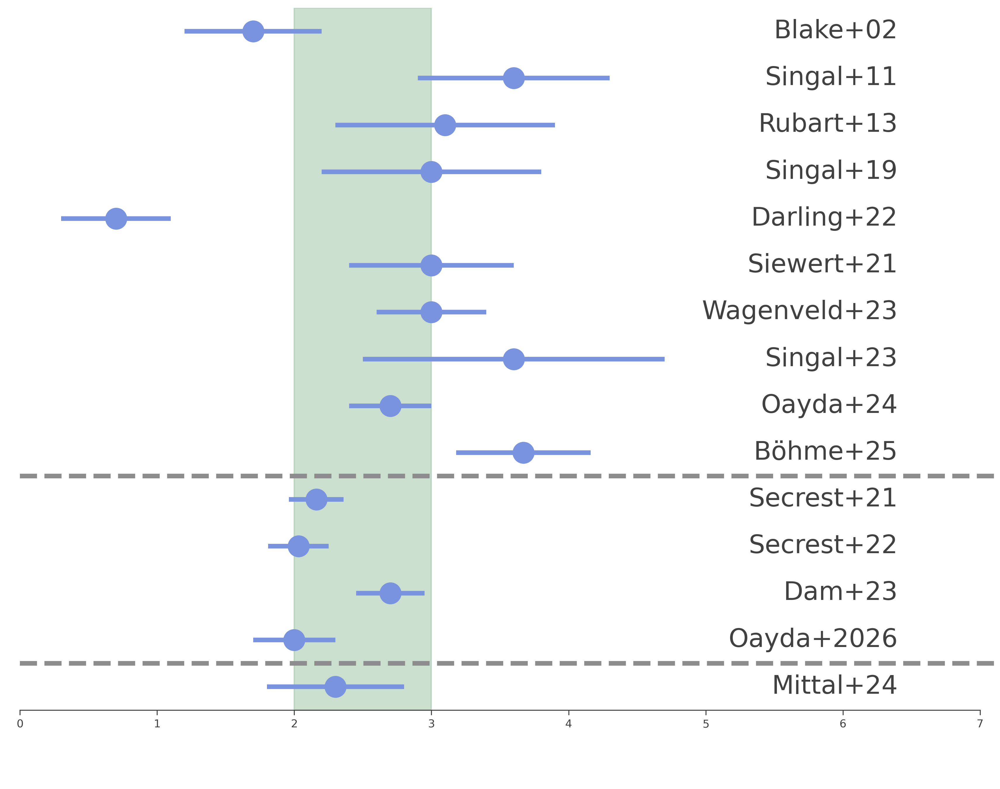 Blake+02
Singal+11
Rubart+13
Singal+19
Darling+22
Siewert+21
Wagenveld+23
Singal+23
Oayda+24
Böhme+25
Secrest+21
Secrest+22
Dam+23
Oayda+2026
Mittal+24
0 1 2 3 4 5 6 7